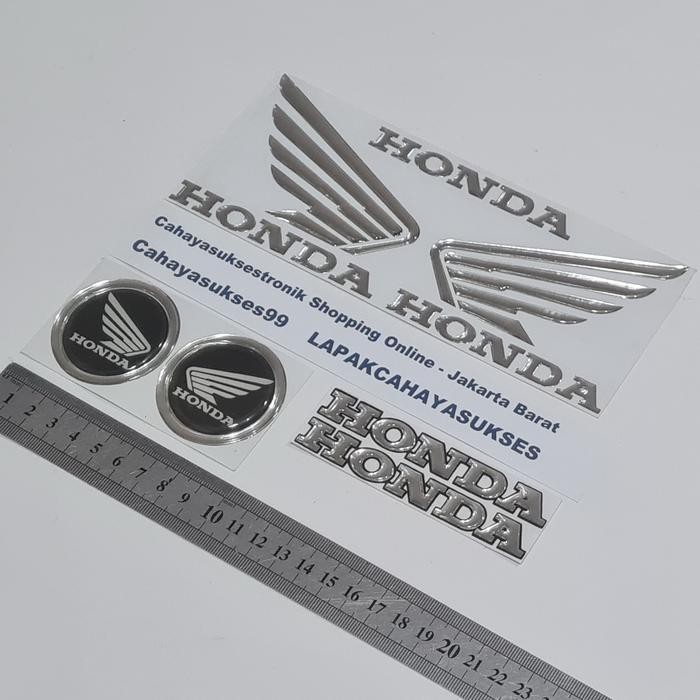 HONDA
HONDA
HONDA
Cahayasuksestronik Shopping Online - Jakarta Barat
Cahayasukses99 LAPAKCAHAYASUKSES
HONDA
HONDA
HONDA
HONDA
1 2 3 4 5 6 7 8 9 10 11 12 13 14 15 16 17 18 19 20 21 22 23